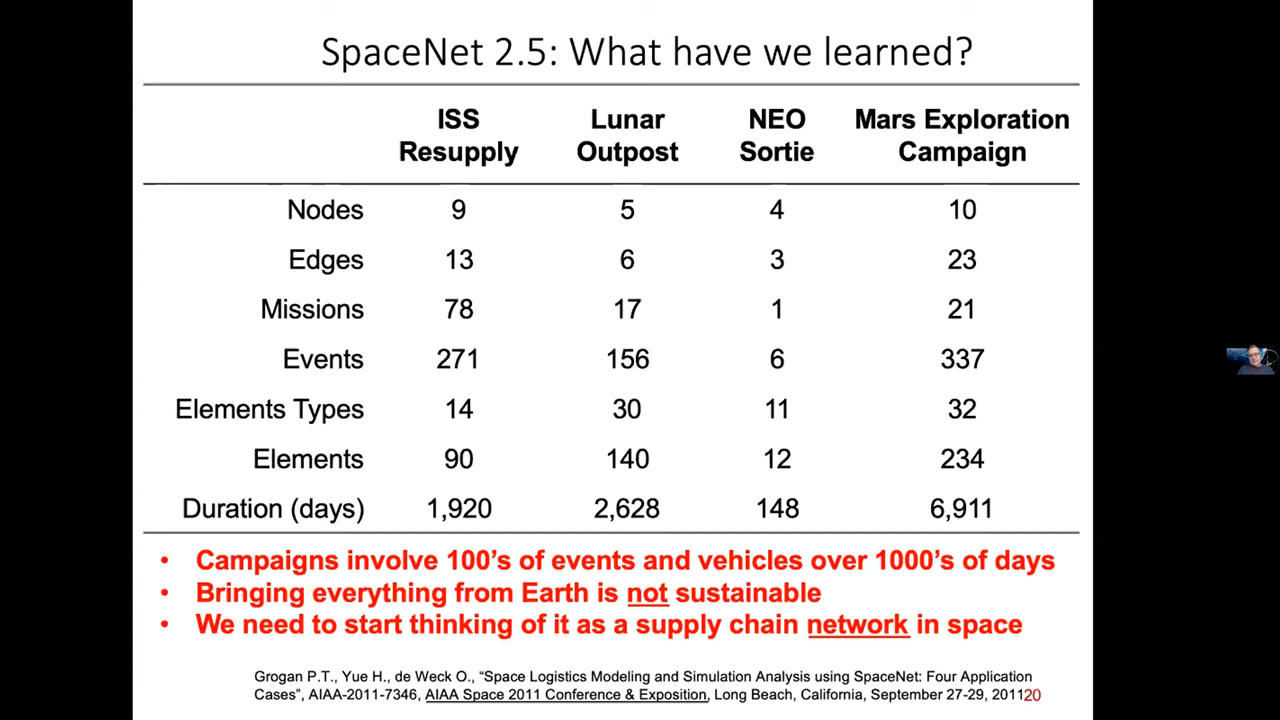 SpaceNet 2.5: What have we learned?
ISS Resupply Lunar Outpost NEO Sortie Mars Exploration Campaign
Nodes 9 5 4 10
Edges 13 6 3 23
Missions 78 17 1 21
Events 271 156 6 337
Elements Types 14 30 11 32
Elements 90 140 12 234
Duration (days) 1,920 2,628 148 6,911
• Campaigns involve 100’s of events and vehicles over 1000’s of days
• Bringing everything from Earth is not sustainable
• We need to start thinking of it as a supply chain network in space
Grogan P.T., Yue H., de Weck O., “Space Logistics Modeling and Simulation Analysis using SpaceNet: Four Application
Cases”, AIAA-2011-7346, AIAA Space 2011 Conference & Exposition, Long Beach, California, September 27-29, 2011
20